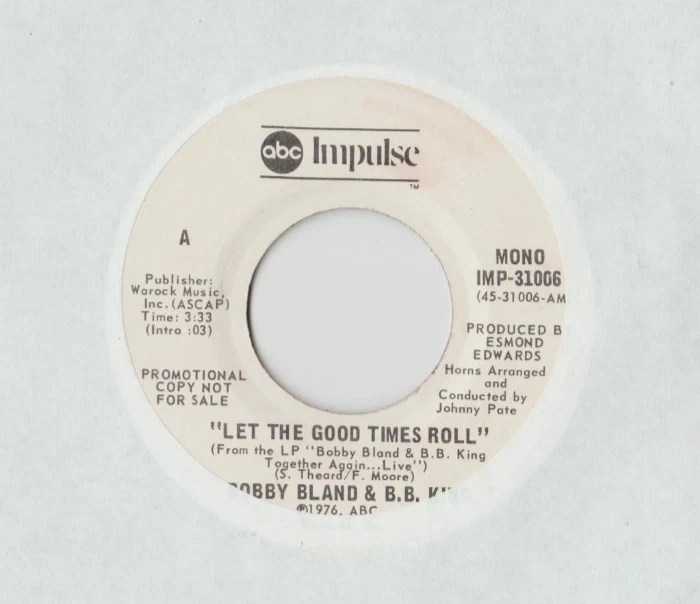 abc Impulse
TM
A
Publisher:
Warock Music,
Inc. (ASCAP)
Time: 3:33
(Intro :03)
PROMOTIONAL
COPY NOT
FOR SALE
MONO
IMP-31006
(45-31006-AM
PRODUCED B
ESMOND
EDWARDS
Horns Arranged
and
Conducted by
Johnny Pate
"LET THE GOOD TIMES ROLL"
(From the LP "Bobby Bland & B.B. King
Together Again...Live")
(S. Theard/F. Moore)
BOBBY BLAND & B.B. KING
℗1976, ABC